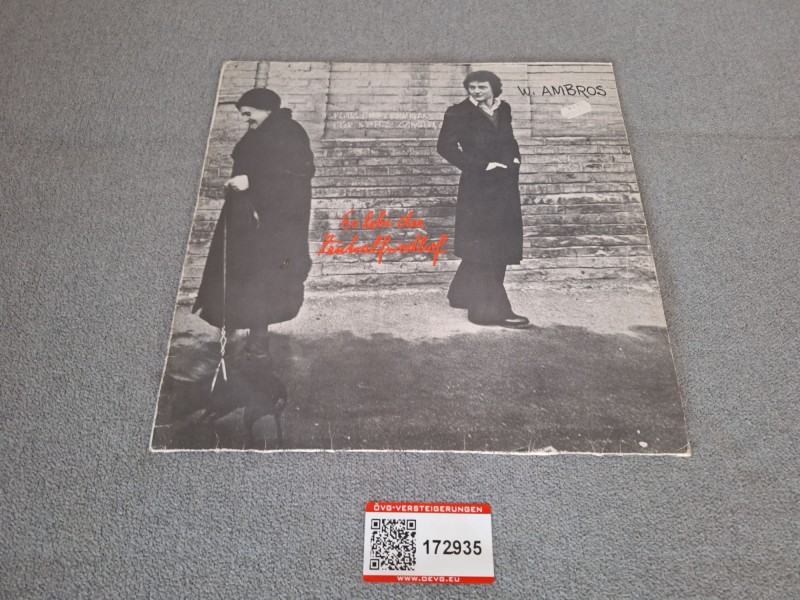 W. AMBROS
Es lebe der
Zentralfriedhof
ÖVG-VERSTEIGERUNGEN
172935
WWW.OEVG.EU